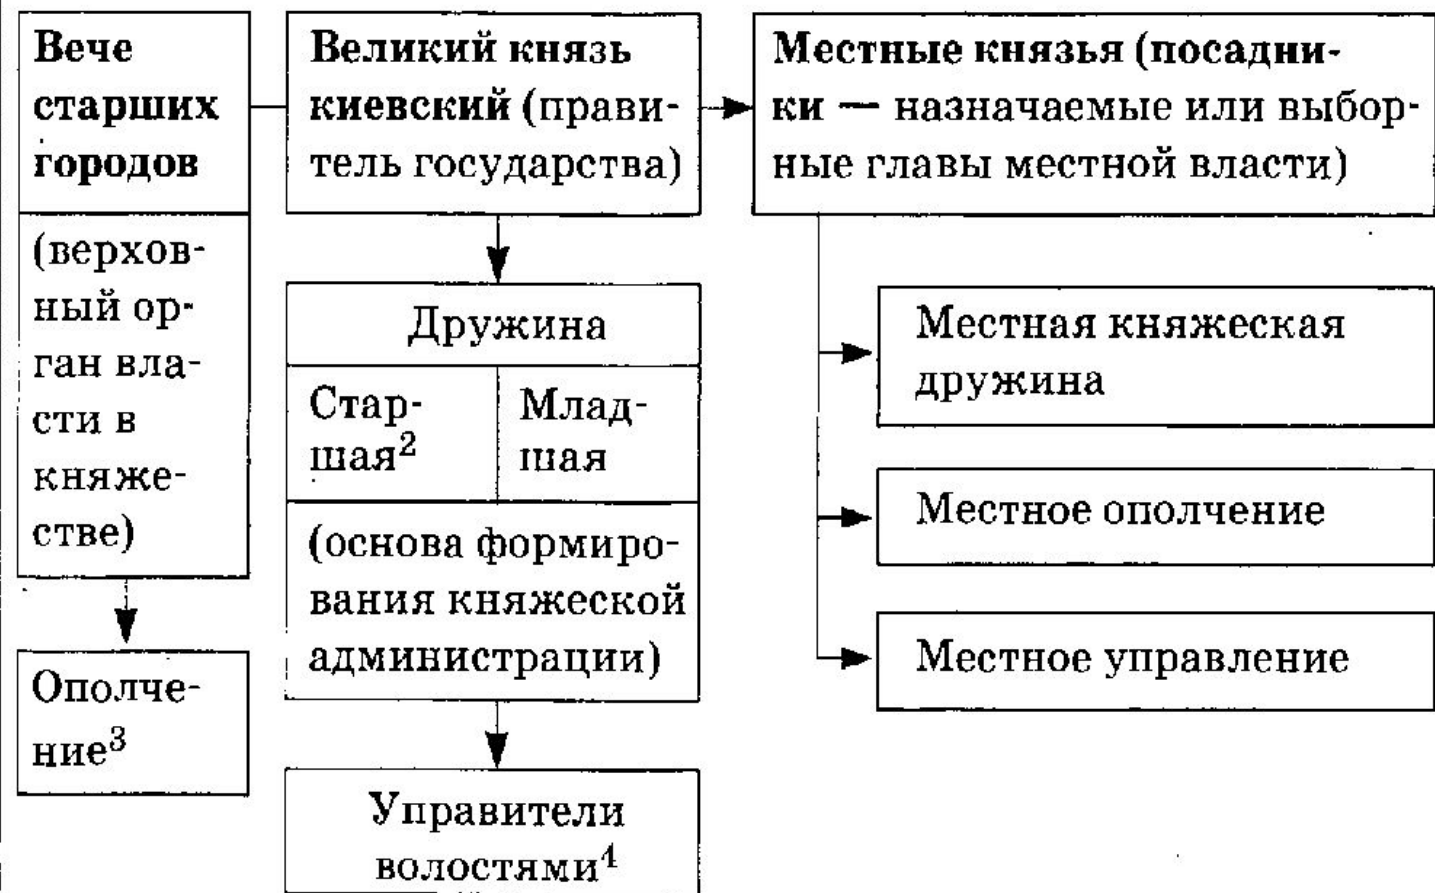 Вече
старших
городов
(верхов-
ный ор-
ган вла-
сти в
княже-
стве)
Ополче-
ние³
Великий князь
киевский (прави-
тель государства)
Дружина
Стар-
шая²
Млад-
шая
(основа формиро-
вания княжеской
администрации)
Управители
волостями⁴
Местные князья (посадни-
ки — назначаемые или выбор-
ные главы местной власти)
Местная княжеская
дружина
Местное ополчение
Местное управление